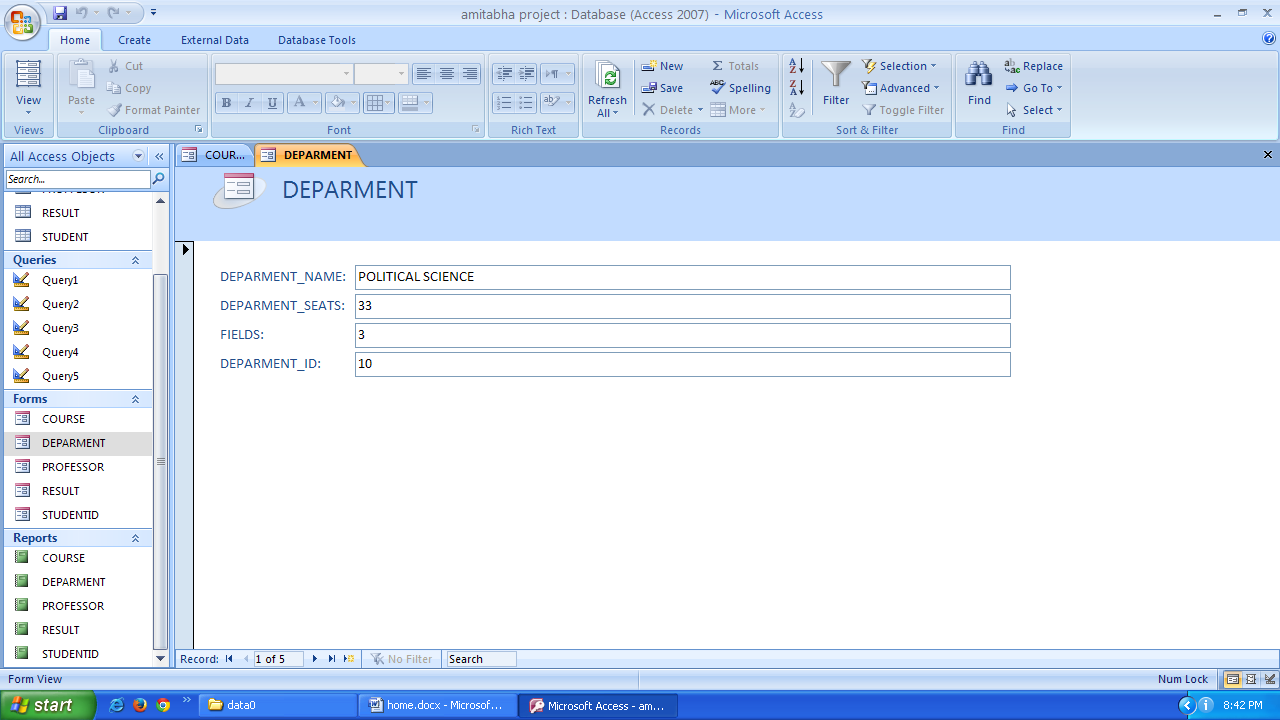 amitabha project : Database (Access 2007) - Microsoft Access
Home Create External Data Database Tools
View
Views
Paste
Cut
Copy
Format Painter
Clipboard
B I U A
Font
Rich Text
Refresh All
New
Save
Delete
Totals
Spelling
More
Records
Filter
Selection
Advanced
Toggle Filter
Sort & Filter
Find
Replace
Go To
Select
Find
All Access Objects
Search...
RESULT
STUDENT
Queries
Query1
Query2
Query3
Query4
Query5
Forms
COURSE
DEPARMENT
PROFESSOR
RESULT
STUDENTID
Reports
COURSE
DEPARMENT
PROFESSOR
RESULT
STUDENTID
COUR... DEPARMENT
DEPARMENT
DEPARMENT_NAME: POLITICAL SCIENCE
DEPARMENT_SEATS: 33
FIELDS: 3
DEPARMENT_ID: 10
Record: 1 of 5 No Filter Search
Form View Num Lock
start data0 home.docx - Microsof... Microsoft Access - am... 8:42 PM